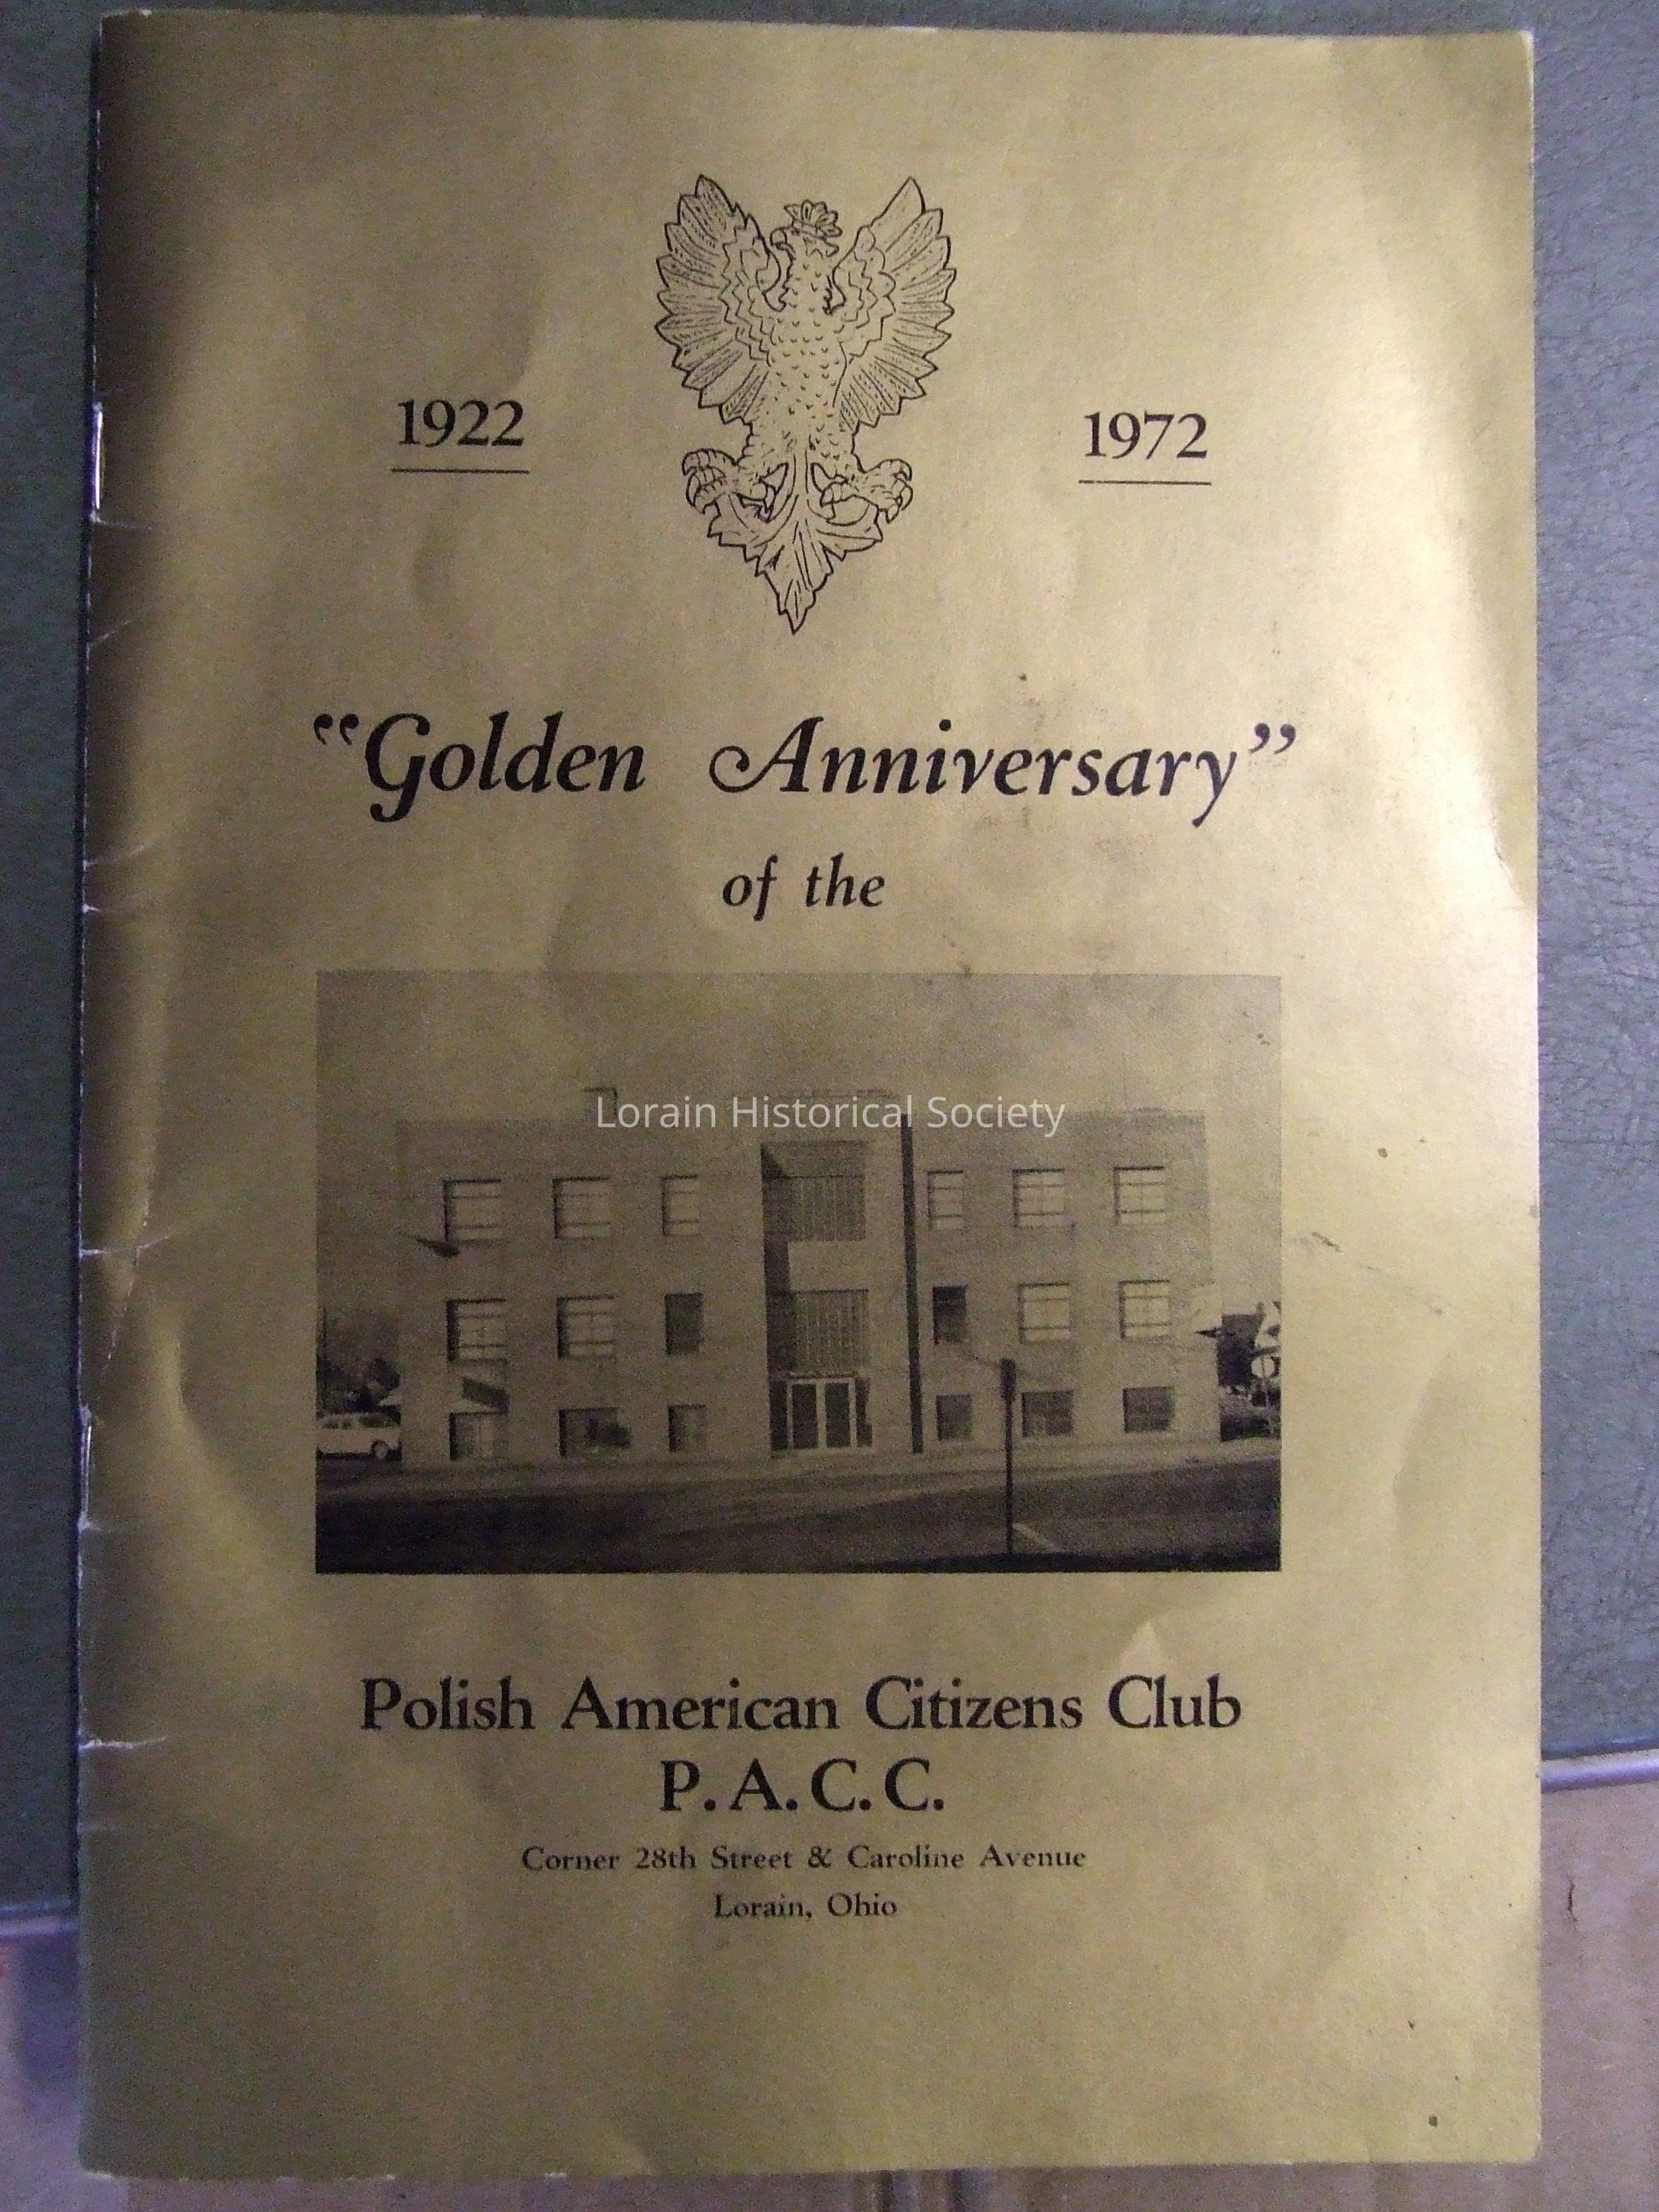 1922
1972
“Golden Anniversary”
of the
Lorain Historical Society
Polish American Citizens Club
P.A.C.C.
Corner 28th Street & Caroline Avenue
Lorain, Ohio